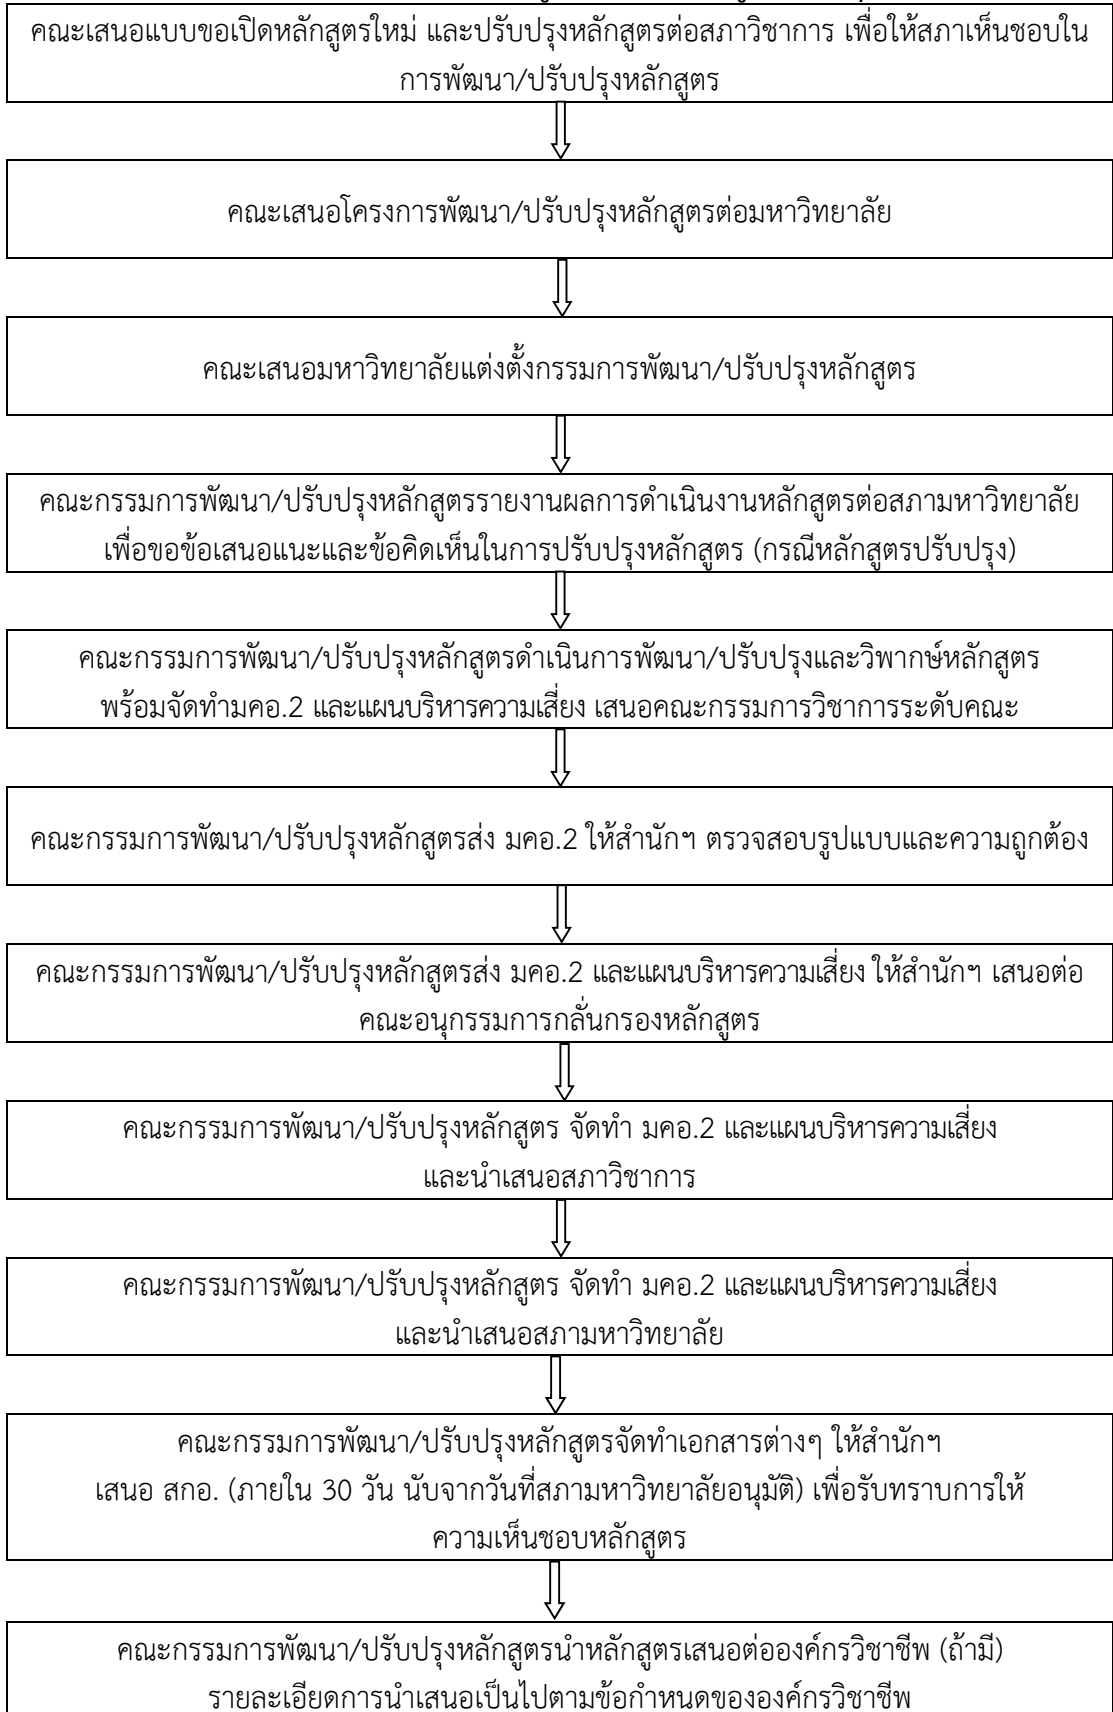 คณะเสนอแบบขอเปิดหลักสูตรใหม่ และปรับปรุงหลักสูตรต่อสภาวิชาการ เพื่อให้สภาเห็นชอบใน
การพัฒนา/ปรับปรุงหลักสูตร
คณะเสนอโครงการพัฒนา/ปรับปรุงหลักสูตรต่อมหาวิทยาลัย
คณะเสนอมหาวิทยาลัยแต่งตั้งกรรมการพัฒนา/ปรับปรุงหลักสูตร
คณะกรรมการพัฒนา/ปรับปรุงหลักสูตรรายงานผลการดำเนินงานหลักสูตรต่อสภามหาวิทยาลัย
เพื่อขอข้อเสนอแนะและข้อคิดเห็นในการปรับปรุงหลักสูตร (กรณีหลักสูตรปรับปรุง)
คณะกรรมการพัฒนา/ปรับปรุงหลักสูตรดำเนินการพัฒนา/ปรับปรุงและวิพากษ์หลักสูตร
พร้อมจัดทำมคอ.2 และแผนบริหารความเสี่ยง เสนอคณะกรรมการวิชาการระดับคณะ
คณะกรรมการพัฒนา/ปรับปรุงหลักสูตรส่ง มคอ.2 ให้สำนักฯ ตรวจสอบรูปแบบและความถูกต้อง
คณะกรรมการพัฒนา/ปรับปรุงหลักสูตรส่ง มคอ.2 และแผนบริหารความเสี่ยง ให้สำนักฯ เสนอต่อ
คณะอนุกรรมการกลั่นกรองหลักสูตร
คณะกรรมการพัฒนา/ปรับปรุงหลักสูตร จัดทำ มคอ.2 และแผนบริหารความเสี่ยง
และนำเสนอสภาวิชาการ
คณะกรรมการพัฒนา/ปรับปรุงหลักสูตร จัดทำ มคอ.2 และแผนบริหารความเสี่ยง
และนำเสนอสภามหาวิทยาลัย
คณะกรรมการพัฒนา/ปรับปรุงหลักสูตรจัดทำเอกสารต่างๆ ให้สำนักฯ
เสนอ สกอ. (ภายใน 30 วัน นับจากวันที่สภามหาวิทยาลัยอนุมัติ) เพื่อรับทราบการให้
ความเห็นชอบหลักสูตร
คณะกรรมการพัฒนา/ปรับปรุงหลักสูตรนำหลักสูตรเสนอต่อองค์กรวิชาชีพ (ถ้ามี)
รายละเอียดการนำเสนอเป็นไปตามข้อกำหนดขององค์กรวิชาชีพ